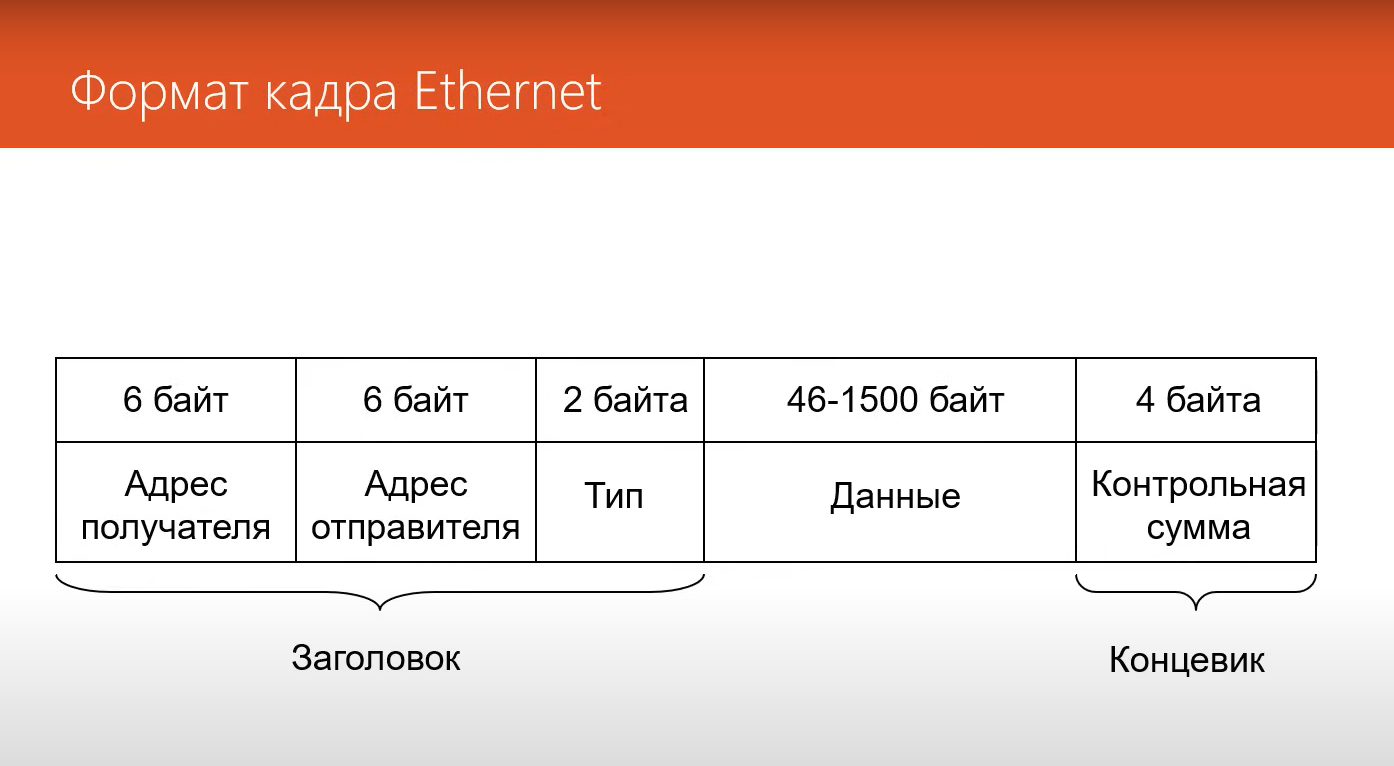 Формат кадра Ethernet
6 байт
6 байт
2 байта
46-1500 байт
4 байта
Адрес
получателя
Адрес
отправителя
Тип
Данные
Контрольная
сумма
Заголовок
Концевик